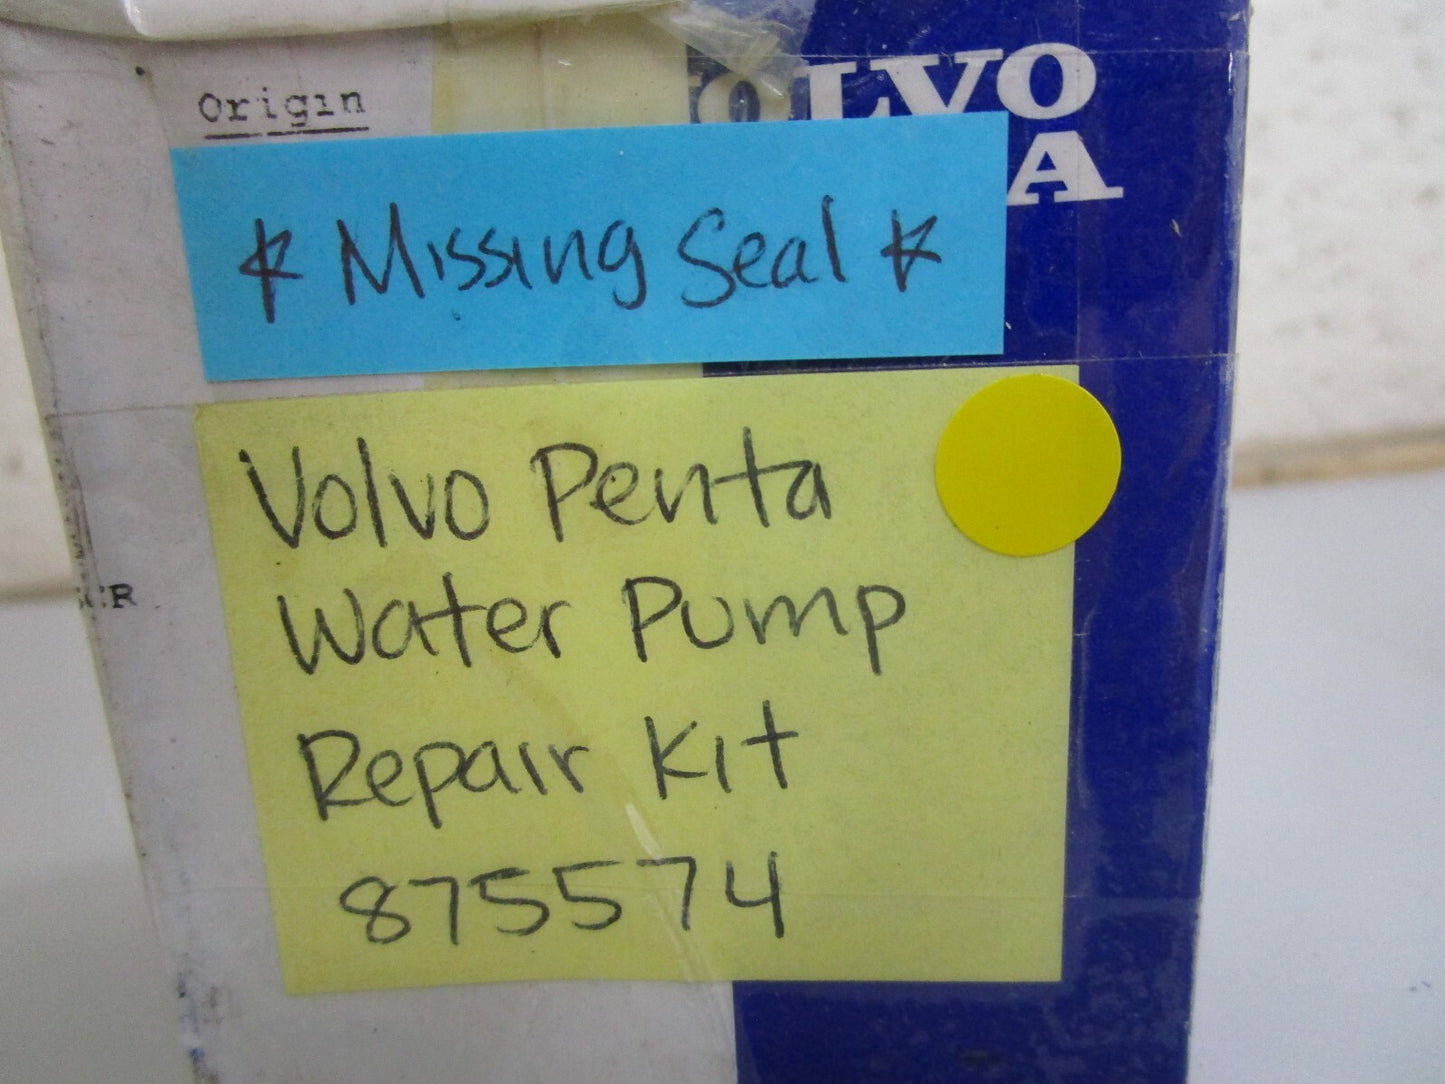 Origin
VOLVO
A
* Missing Seal *
Volvo Penta
Water Pump
Repair Kit
875574